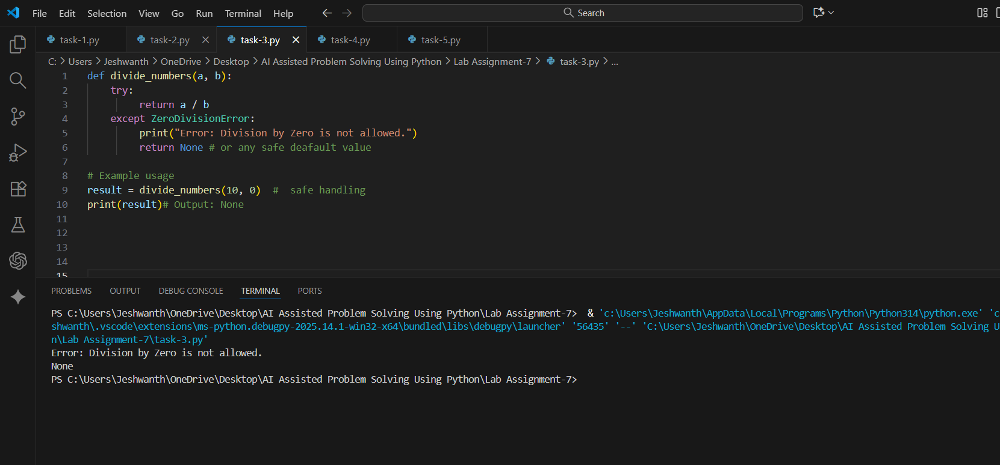 File Edit Selection View Go Run Terminal Help Search
task-1.py task-2.py task-3.py task-4.py task-5.py
C: > Users > Jeshwanth > OneDrive > Desktop > AI Assisted Problem Solving Using Python > Lab Assignment-7 > task-3.py > ...
1 def divide_numbers(a, b):
2 try:
3 return a / b
4 except ZeroDivisionError:
5 print("Error: Division by Zero is not allowed.")
6 return None # or any safe deafault value
7
8 # Example usage
9 result = divide_numbers(10, 0)  #  safe handling
10 print(result)# Output: None
11
12
13
14
15
PROBLEMS OUTPUT DEBUG CONSOLE TERMINAL PORTS
PS C:\Users\Jeshwanth\OneDrive\Desktop\AI Assisted Problem Solving Using Python\Lab Assignment-7>  & 'c:\Users\Jeshwanth\AppData\Local\Programs\Python\Python314\python.exe' 'c
shwanth\.vscode\extensions\ms-python.debugpy-2025.14.1-win32-x64\bundled\libs\debugpy\launcher' '56435' '--' 'C:\Users\Jeshwanth\OneDrive\Desktop\AI Assisted Problem Solving U
n\Lab Assignment-7\task-3.py'
Error: Division by Zero is not allowed.
None
PS C:\Users\Jeshwanth\OneDrive\Desktop\AI Assisted Problem Solving Using Python\Lab Assignment-7>